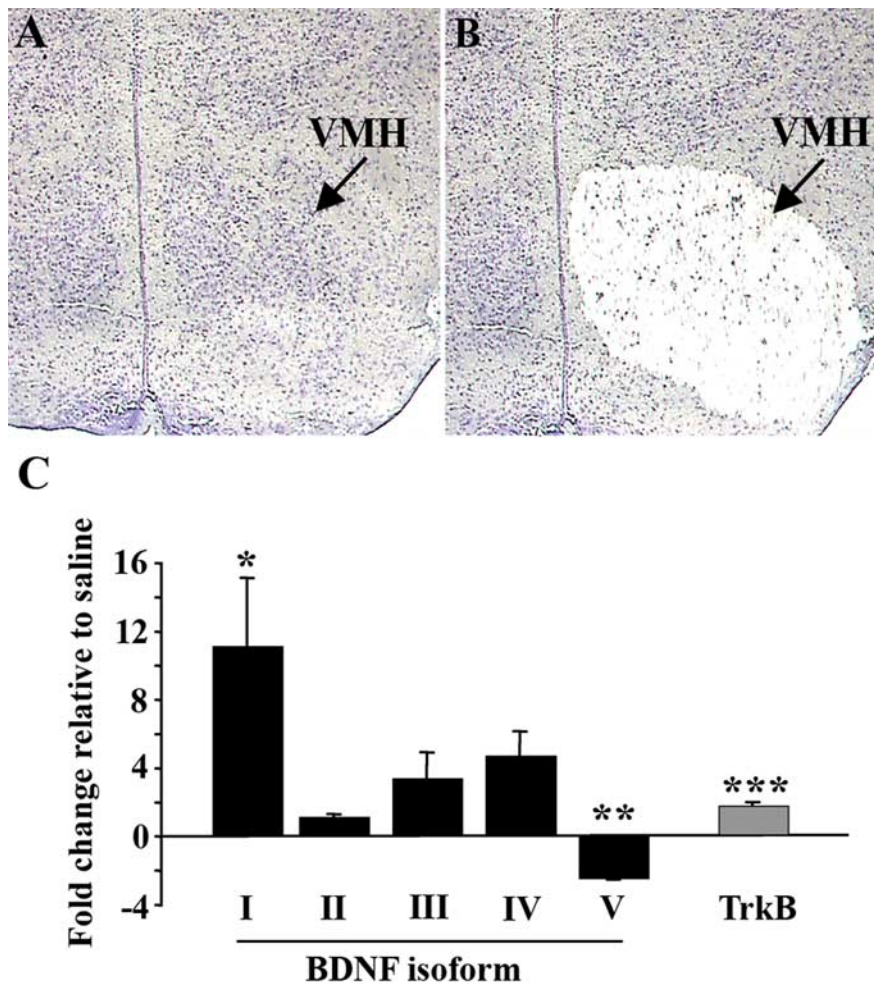 A
VMH
B
VMH
C
Fold change relative to saline
16
12
8
4
0
-4
*
**
***
I II III IV V TrkB
BDNF isoform